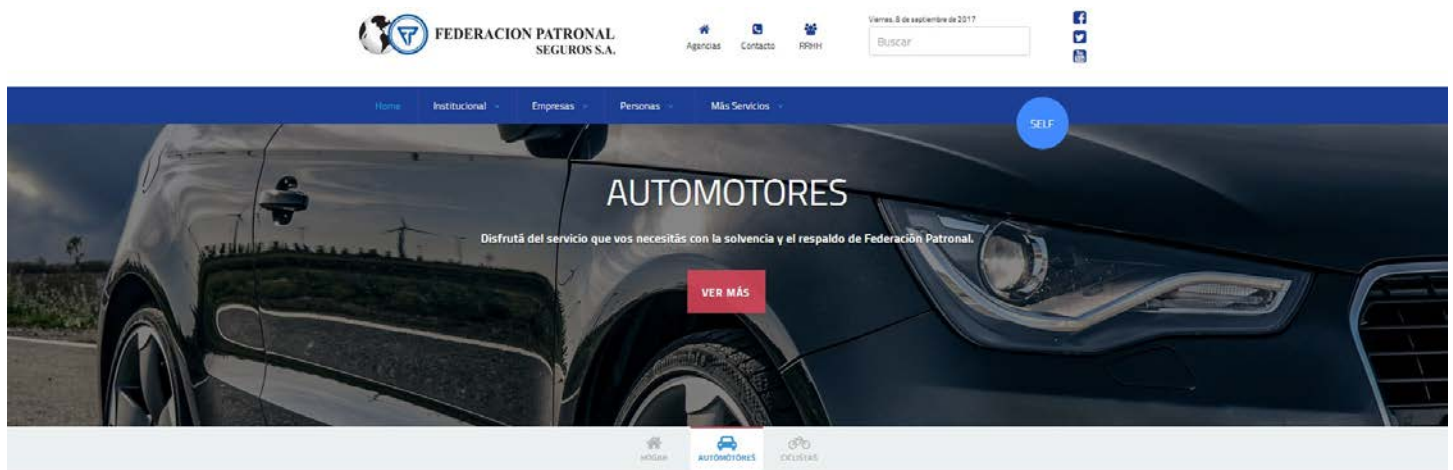 FEDERACION PATRONAL
SEGUROS S.A.
Agencias
Contacto
RRHH
Viernes, 8 de septiembre de 2017
Buscar
Home
Institucional
Empresas
Personas
Más Servicios
SELF
AUTOMOTORES
Disfrutá del servicio que vos necesitás con la solvencia y el respaldo de Federación Patronal.
VER MÁS
HOGAR
AUTOMOTORES
CICLISTAS